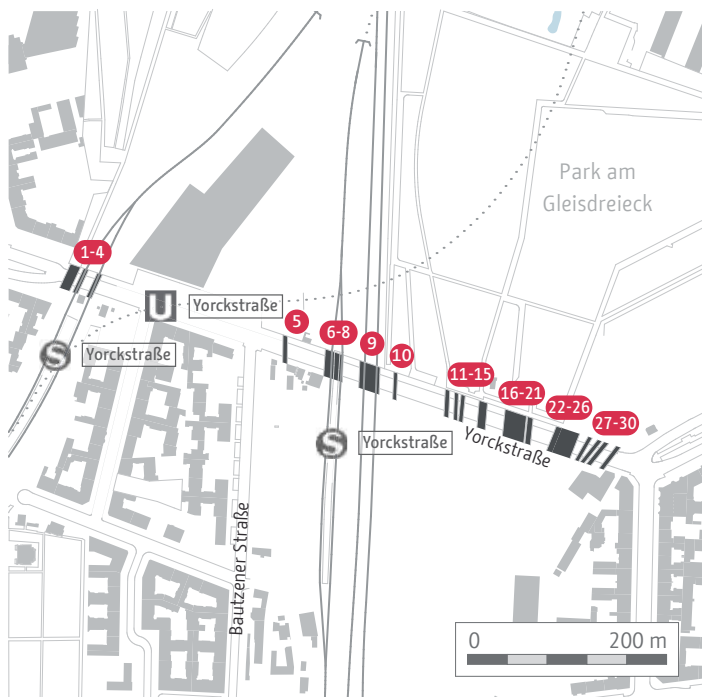 Park am
Gleisdreieck
1-4
U
Yorckstraße
S
Yorckstraße
5
6-8
9
10
11-15
16-21
22-26
27-30
S
Yorckstraße
Yorckstraße
Bautzener Straße
0 200 m